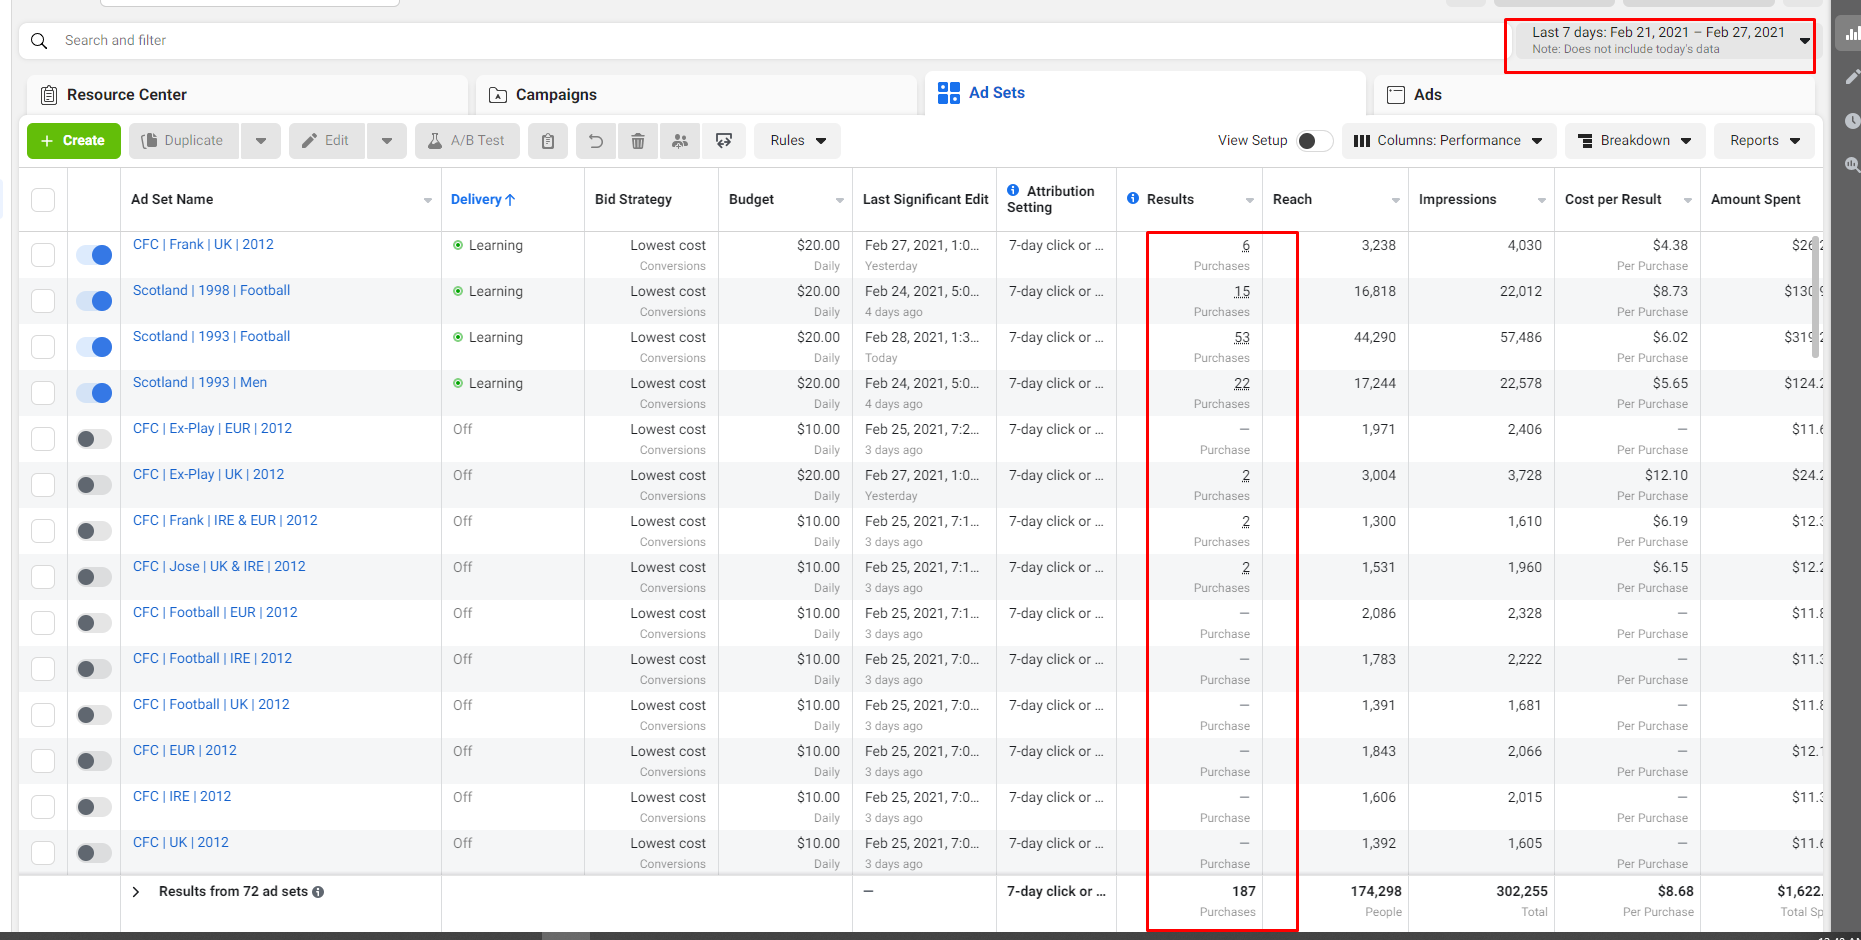 Search and filter
Last 7 days: Feb 21, 2021 – Feb 27, 2021
Note: Does not include today's data
Resource Center
Campaigns
Ad Sets
Ads
+ Create
Duplicate
Edit
A/B Test
Rules
View Setup
Columns: Performance
Breakdown
Reports
Ad Set Name
Delivery ↑
Bid Strategy
Budget
Last Significant Edit
Attribution
Setting
Results
Reach
Impressions
Cost per Result
Amount Spent
CFC | Frank | UK | 2012 Learning Lowest cost $20.00 Feb 27, 2021, 1:0... 7-day click or ... 6 3,238 4,030 $4.38 $26.2
Conversions Daily Yesterday Purchases Per Purchase
Scotland | 1998 | Football Learning Lowest cost $20.00 Feb 24, 2021, 5:0... 7-day click or ... 15 16,818 22,012 $8.73 $130.9
Conversions Daily 4 days ago Purchases Per Purchase
Scotland | 1993 | Football Learning Lowest cost $20.00 Feb 28, 2021, 1:3... 7-day click or ... 53 44,290 57,486 $6.02 $319.2
Conversions Daily Today Purchases Per Purchase
Scotland | 1993 | Men Learning Lowest cost $20.00 Feb 24, 2021, 5:0... 7-day click or ... 22 17,244 22,578 $5.65 $124.2
Conversions Daily 4 days ago Purchases Per Purchase
CFC | Ex-Play | EUR | 2012 Off Lowest cost $10.00 Feb 25, 2021, 7:2... 7-day click or ... — 1,971 2,406 — $11.6
Conversions Daily 3 days ago Purchase Per Purchase
CFC | Ex-Play | UK | 2012 Off Lowest cost $20.00 Feb 27, 2021, 1:0... 7-day click or ... 2 3,004 3,728 $12.10 $24.2
Conversions Daily Yesterday Purchases Per Purchase
CFC | Frank | IRE & EUR | 2012 Off Lowest cost $10.00 Feb 25, 2021, 7:1... 7-day click or ... 2 1,300 1,610 $6.19 $12.3
Conversions Daily 3 days ago Purchases Per Purchase
CFC | Jose | UK & IRE | 2012 Off Lowest cost $10.00 Feb 25, 2021, 7:1... 7-day click or ... 2 1,531 1,960 $6.15 $12.2
Conversions Daily 3 days ago Purchases Per Purchase
CFC | Football | EUR | 2012 Off Lowest cost $10.00 Feb 25, 2021, 7:1... 7-day click or ... — 2,086 2,328 — $11.8
Conversions Daily 3 days ago Purchase Per Purchase
CFC | Football | IRE | 2012 Off Lowest cost $10.00 Feb 25, 2021, 7:0... 7-day click or ... — 1,783 2,222 — $11.3
Conversions Daily 3 days ago Purchase Per Purchase
CFC | Football | UK | 2012 Off Lowest cost $10.00 Feb 25, 2021, 7:0... 7-day click or ... — 1,391 1,681 — $11.8
Conversions Daily 3 days ago Purchase Per Purchase
CFC | EUR | 2012 Off Lowest cost $10.00 Feb 25, 2021, 7:0... 7-day click or ... — 1,843 2,066 — $12.1
Conversions Daily 3 days ago Purchase Per Purchase
CFC | IRE | 2012 Off Lowest cost $10.00 Feb 25, 2021, 7:0... 7-day click or ... — 1,606 2,015 — $11.3
Conversions Daily 3 days ago Purchase Per Purchase
CFC | UK | 2012 Off Lowest cost $10.00 Feb 25, 2021, 7:0... 7-day click or ... — 1,392 1,605 — $11.6
Conversions Daily 3 days ago Purchase Per Purchase
Results from 72 ad sets — 7-day click or ... 187 174,298 302,255 $8.68 $1,622.
Purchases People Total Per Purchase Total Sp